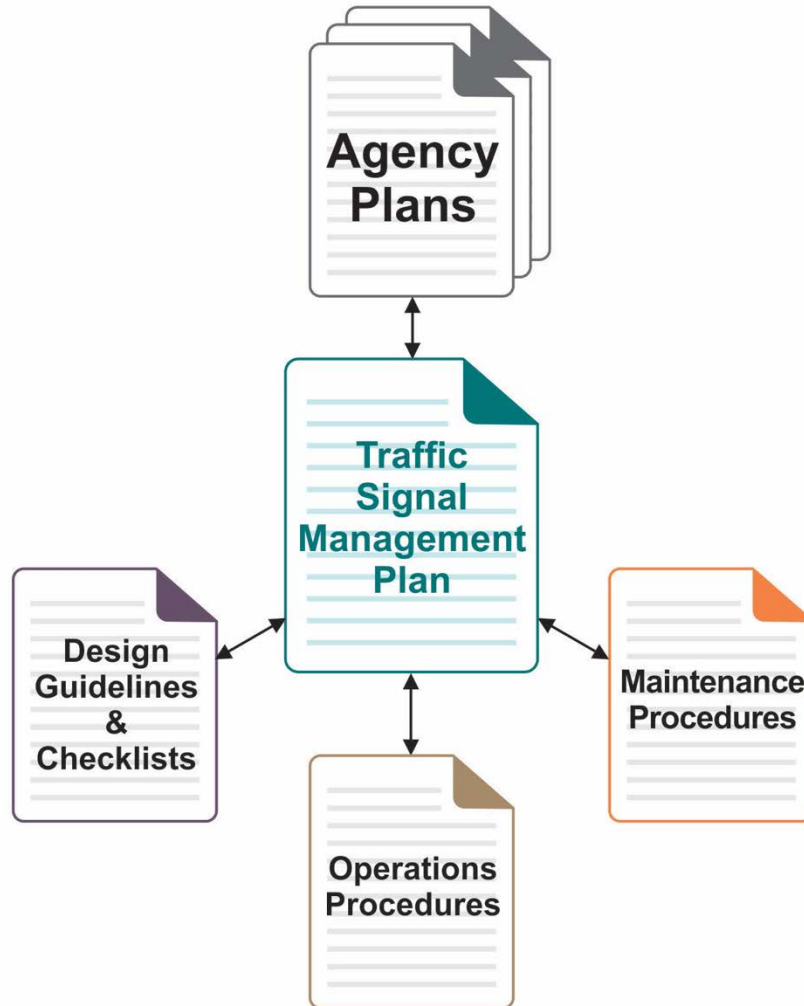 Agency
Plans
Traffic
Signal
Management
Plan
Design
Guidelines
&
Checklists
Maintenance
Procedures
Operations
Procedures